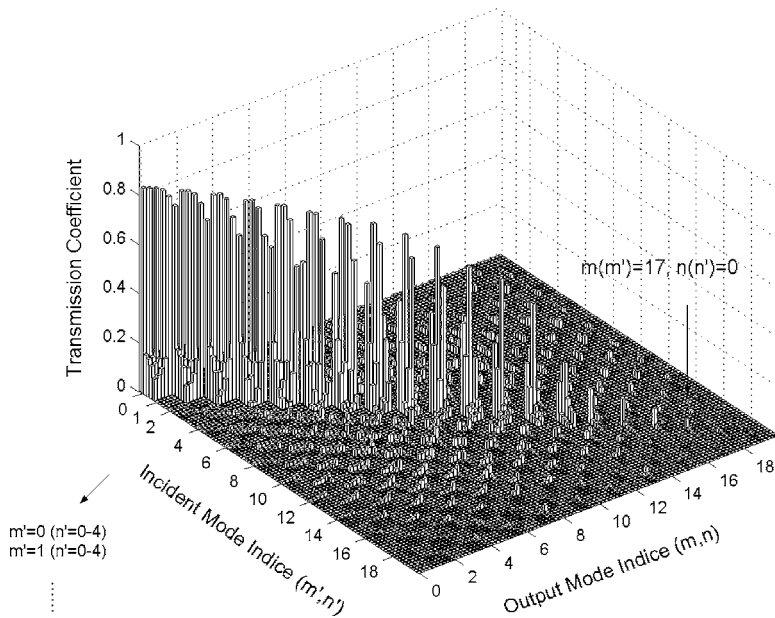 1
0.8
0.6
0.4
0.2
0
Transmission Coefficient
m(m')=17, n(n')=0
0 1 2 4 6 8 10 12 14 16 18
Incident Mode Indice (m',n')
0 2 4 6 8 10 12 14 16 18
Output Mode Indice (m,n)
m'=0 (n'=0-4)
m'=1 (n'=0-4)